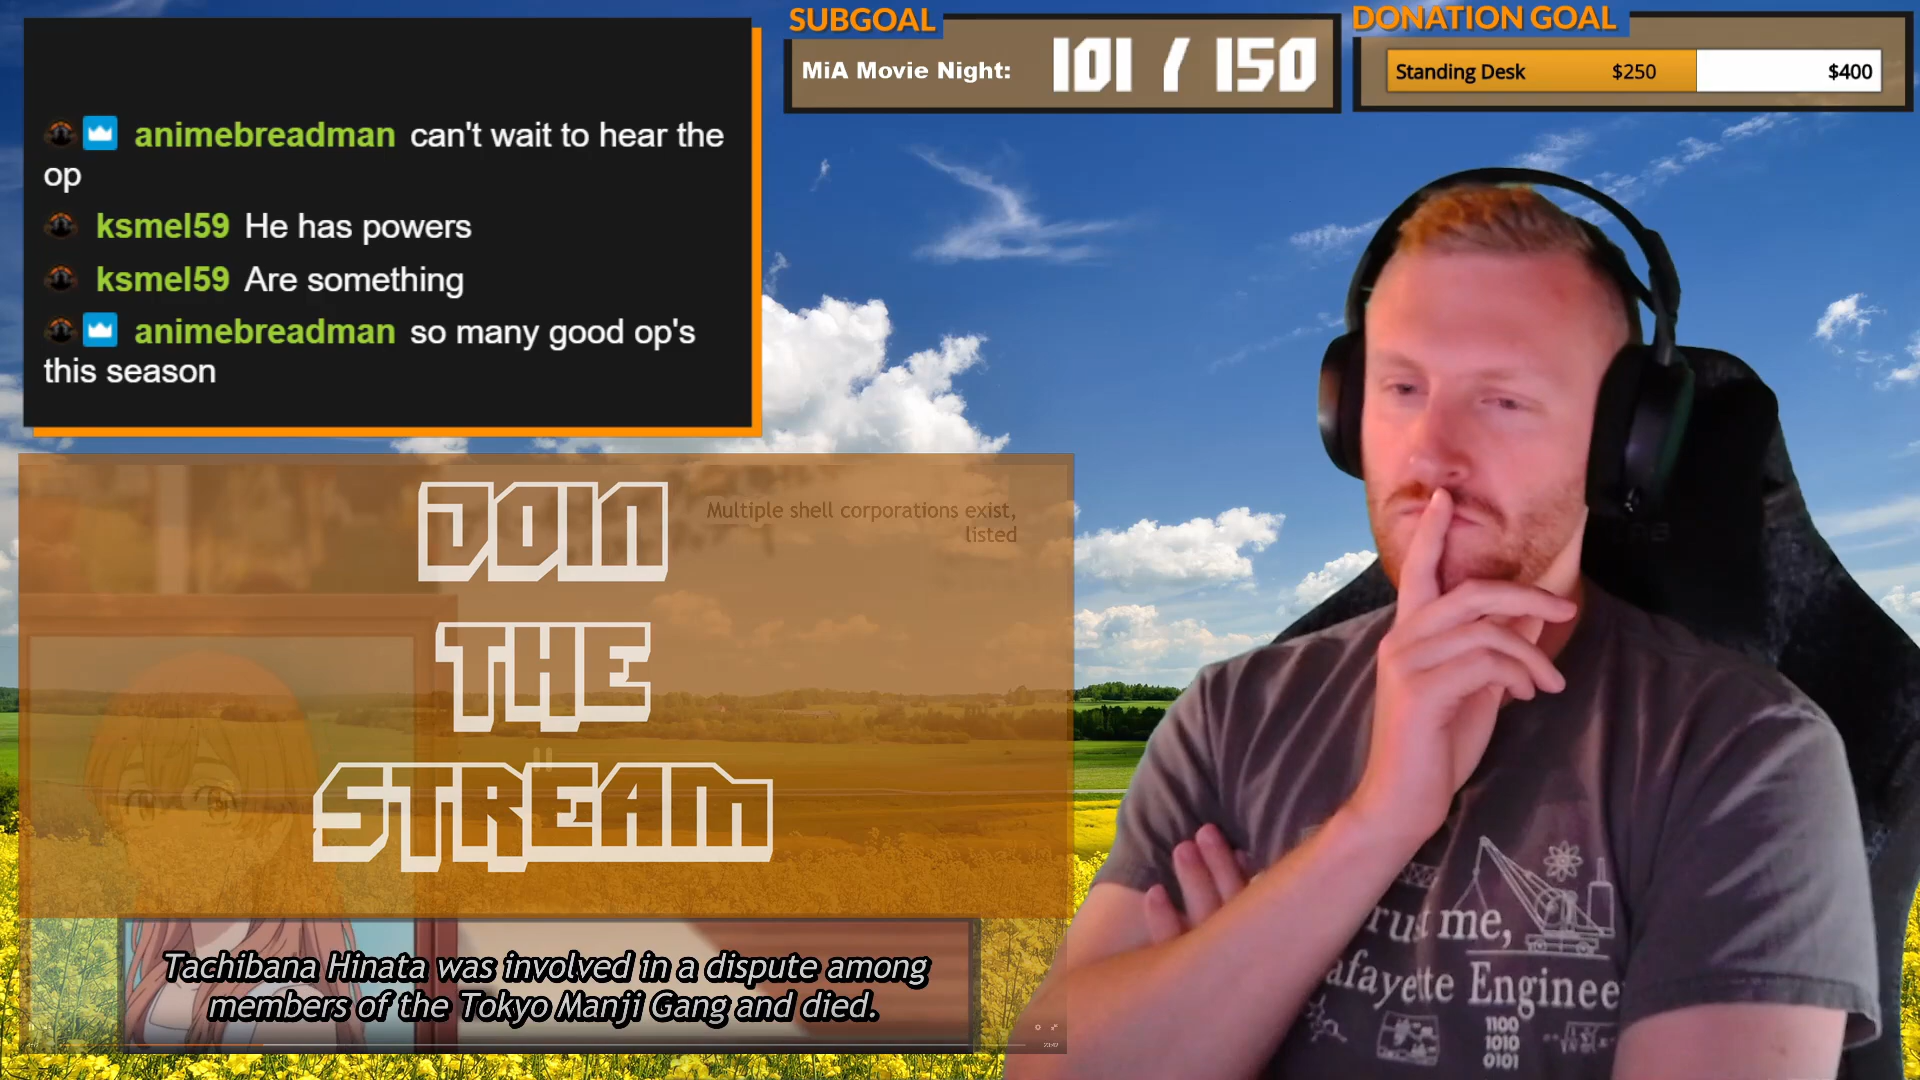 SUBGOAL
MiA Movie Night: 101 / 150
DONATION GOAL
Standing Desk $250 $400
animebreadman can't wait to hear the
op
ksmel59 He has powers
ksmel59 Are something
animebreadman so many good op's
this season
JOIN
THE
STREAM
Multiple shell corporations exist,
listed
Tachibana Hinata was involved in a dispute among
members of the Tokyo Manji Gang and died.
rust me,
afayette Enginee
1100
1010
0101